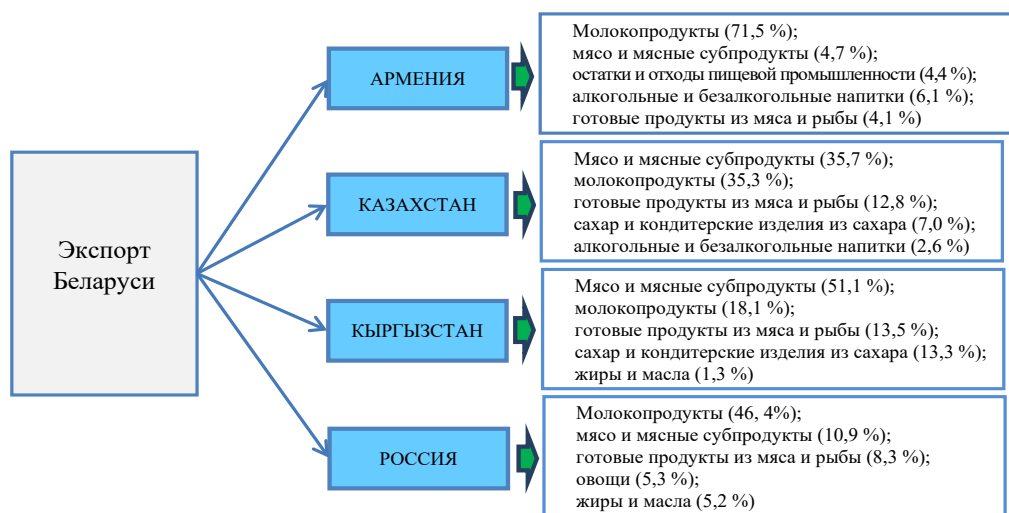 Экспорт
Беларуси
АРМЕНИЯ
Молокопродукты (71,5 %);
мясо и мясные субпродукты (4,7 %);
остатки и отходы пищевой промышленности (4,4 %);
алкогольные и безалкогольные напитки (6,1 %);
готовые продукты из мяса и рыбы (4,1 %)
КАЗАХСТАН
Мясо и мясные субпродукты (35,7 %);
молокопродукты (35,3 %);
готовые продукты из мяса и рыбы (12,8 %);
сахар и кондитерские изделия из сахара (7,0 %);
алкогольные и безалкогольные напитки (2,6 %)
КЫРГЫЗСТАН
Мясо и мясные субпродукты (51,1 %);
молокопродукты (18,1 %);
готовые продукты из мяса и рыбы (13,5 %);
сахар и кондитерские изделия из сахара (13,3 %);
жиры и масла (1,3 %)
РОССИЯ
Молокопродукты (46, 4%);
мясо и мясные субпродукты (10,9 %);
готовые продукты из мяса и рыбы (8,3 %);
овощи (5,3 %);
жиры и масла (5,2 %)